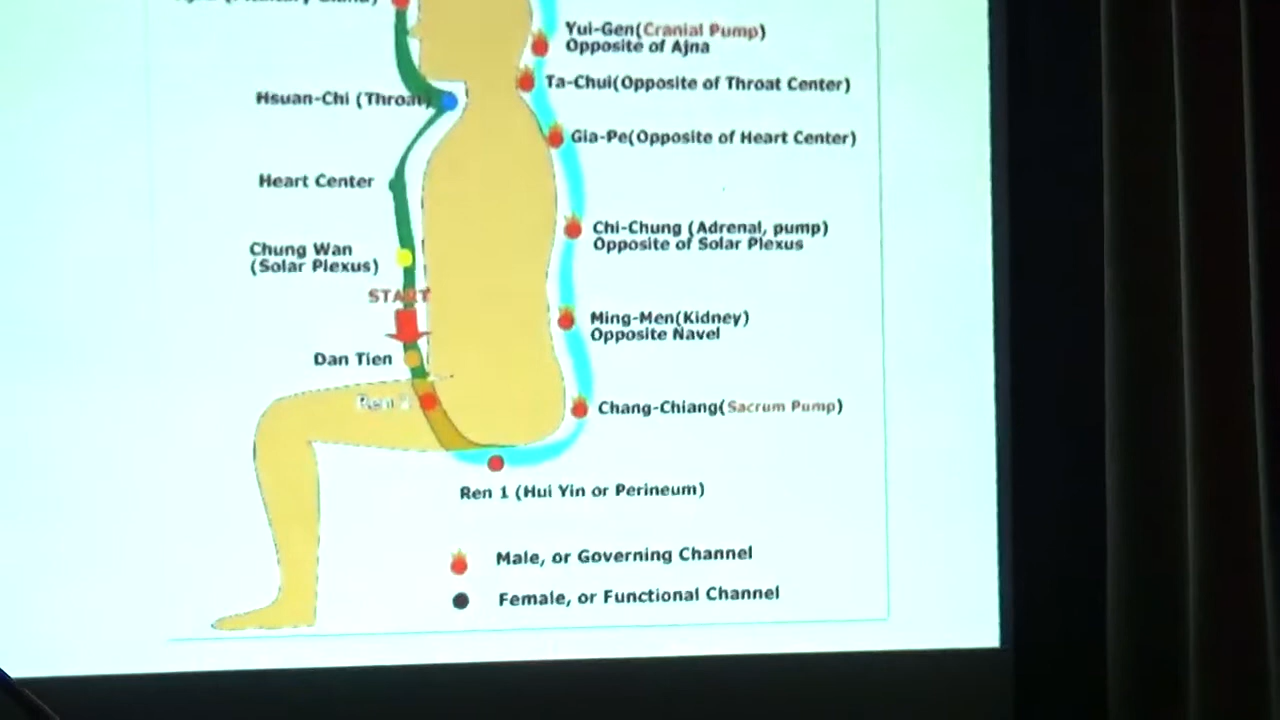 Yui-Gen(Cranial Pump)
Opposite of Ajna
Ta-Chui(Opposite of Throat Center)
Hsuan-Chi (Throat)
Gia-Pe(Opposite of Heart Center)
Heart Center
Chi-Chung (Adrenal, pump)
Opposite of Solar Plexus
Chung Wan
(Solar Plexus)
START
Ming-Men(Kidney)
Opposite Navel
Dan Tien
Ren
Chang-Chiang(Sacrum Pump)
Ren 1 (Hui Yin or Perineum)
Male, or Governing Channel
Female, or Functional Channel